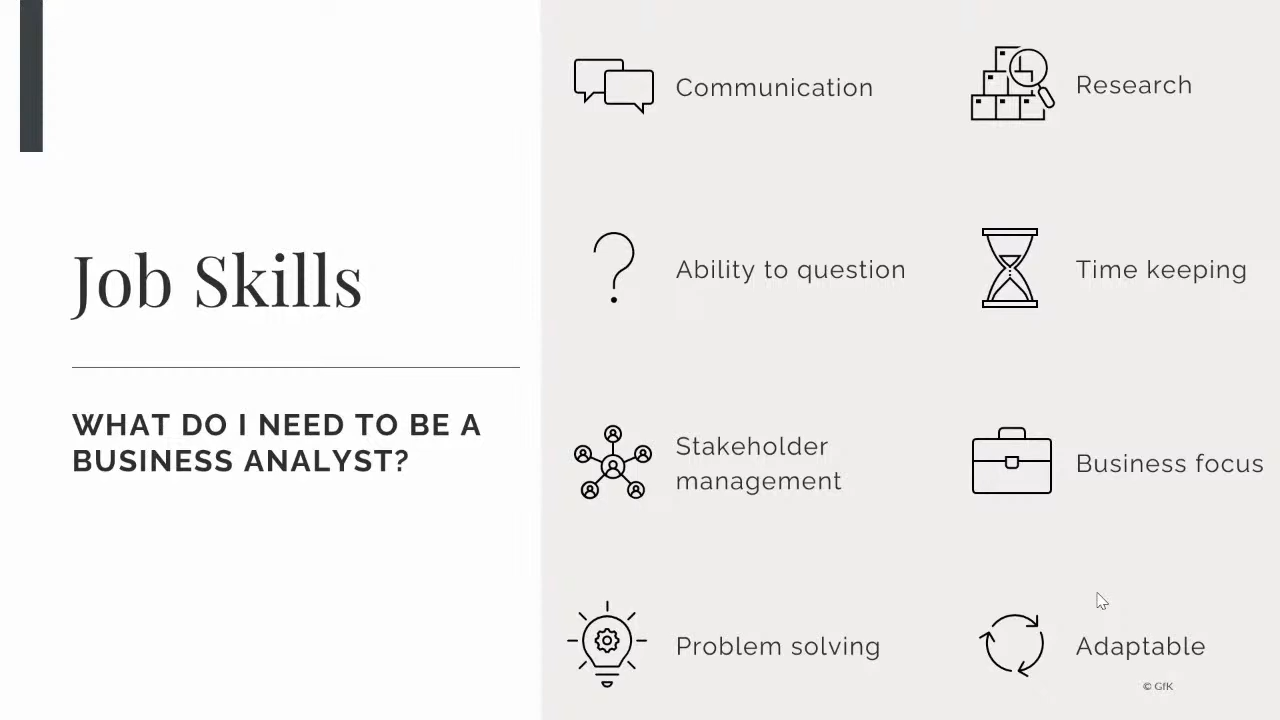 Job Skills
WHAT DO I NEED TO BE A
BUSINESS ANALYST?
Communication
Research
Ability to question
Time keeping
Stakeholder
management
Business focus
Problem solving
Adaptable
© GfK